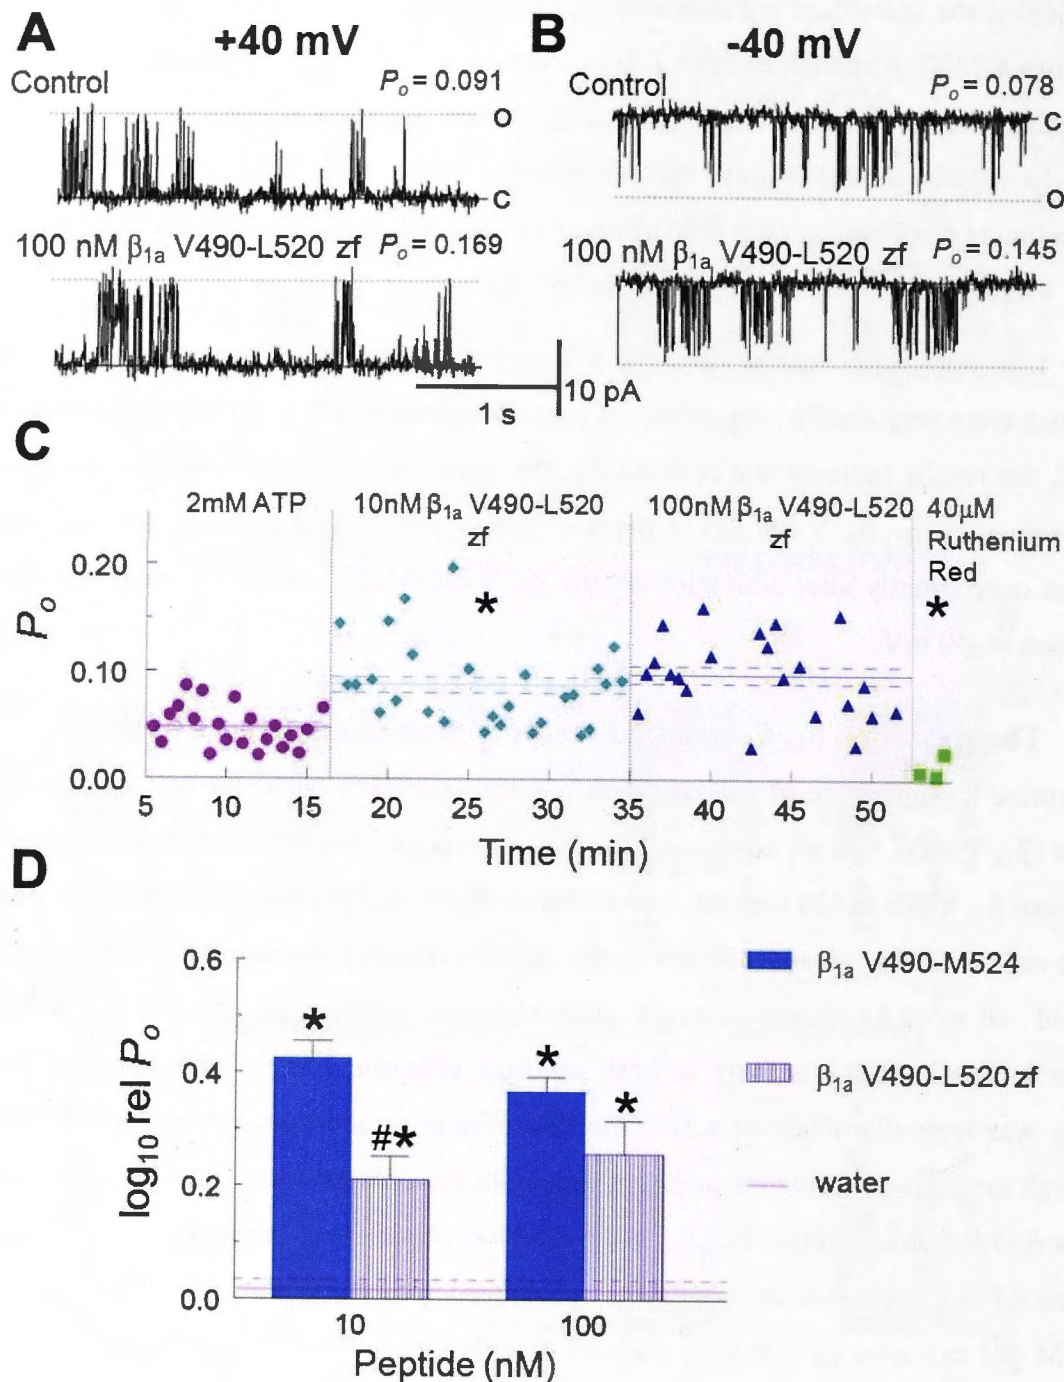 A
+40 mV
Control
Pₒ = 0.091
o
c
100 nM β₁ₐ V490-L520 zf
Pₒ = 0.169
10 pA
1 s
B
-40 mV
Control
Pₒ = 0.078
c
o
100 nM β₁ₐ V490-L520 zf
Pₒ = 0.145
C
2mM ATP
10nM β₁ₐ V490-L520
zf
*
100nM β₁ₐ V490-L520
zf
40µM
Ruthenium
Red
*
Pₒ
0.20
0.10
0.00
5 10 15 20 25 30 35 40 45 50
Time (min)
D
log₁₀ rel Pₒ
0.6
0.4
0.2
0.0
*
#*
*
*
β₁ₐ V490-M524
β₁ₐ V490-L520 zf
water
10 100
Peptide (nM)